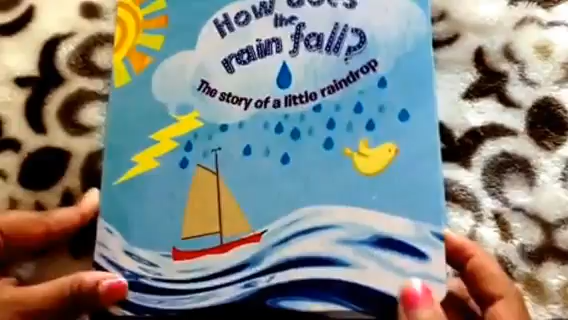 How does
the
rain fall?
The story of a little raindrop